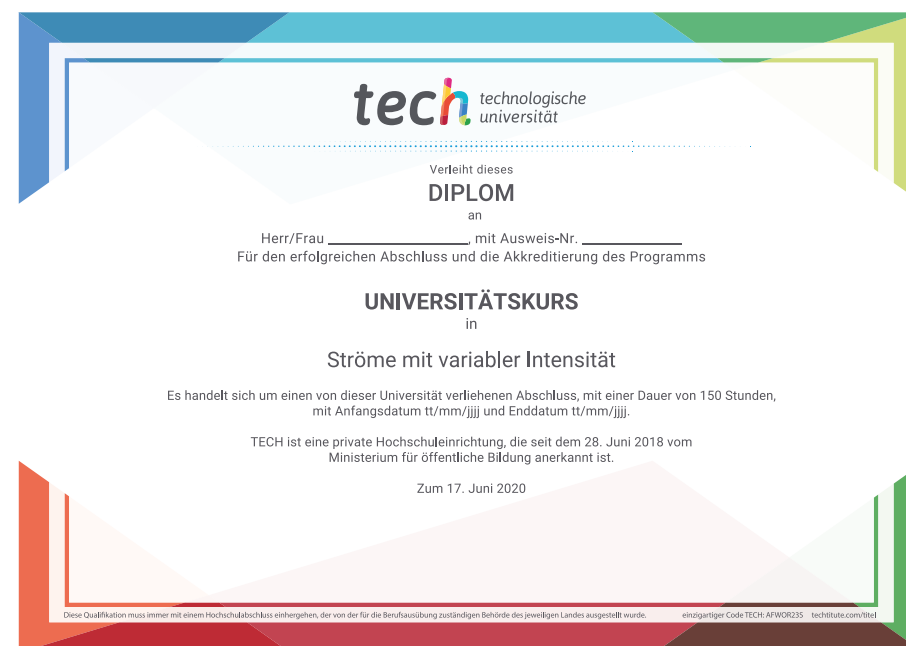 tech technologische
universität
Verleiht dieses
DIPLOM
an
Herr/Frau ____________________, mit Ausweis-Nr. ______________
Für den erfolgreichen Abschluss und die Akkreditierung des Programms
UNIVERSITÄTSKURS
in
Ströme mit variabler Intensität
Es handelt sich um einen von dieser Universität verliehenen Abschluss, mit einer Dauer von 150 Stunden,
mit Anfangsdatum tt/mm/jjjj und Enddatum tt/mm/jjjj.
TECH ist eine private Hochschuleinrichtung, die seit dem 28. Juni 2018 vom
Ministerium für öffentliche Bildung anerkannt ist.
Zum 17. Juni 2020
Diese Qualifikation muss immer mit einem Hochschulabschluss einhergehen, der von der für die Berufsausübung zuständigen Behörde des jeweiligen Landes ausgestellt wurde. einzigartiger Code TECH: AFWOR23S techtitute.com/titel